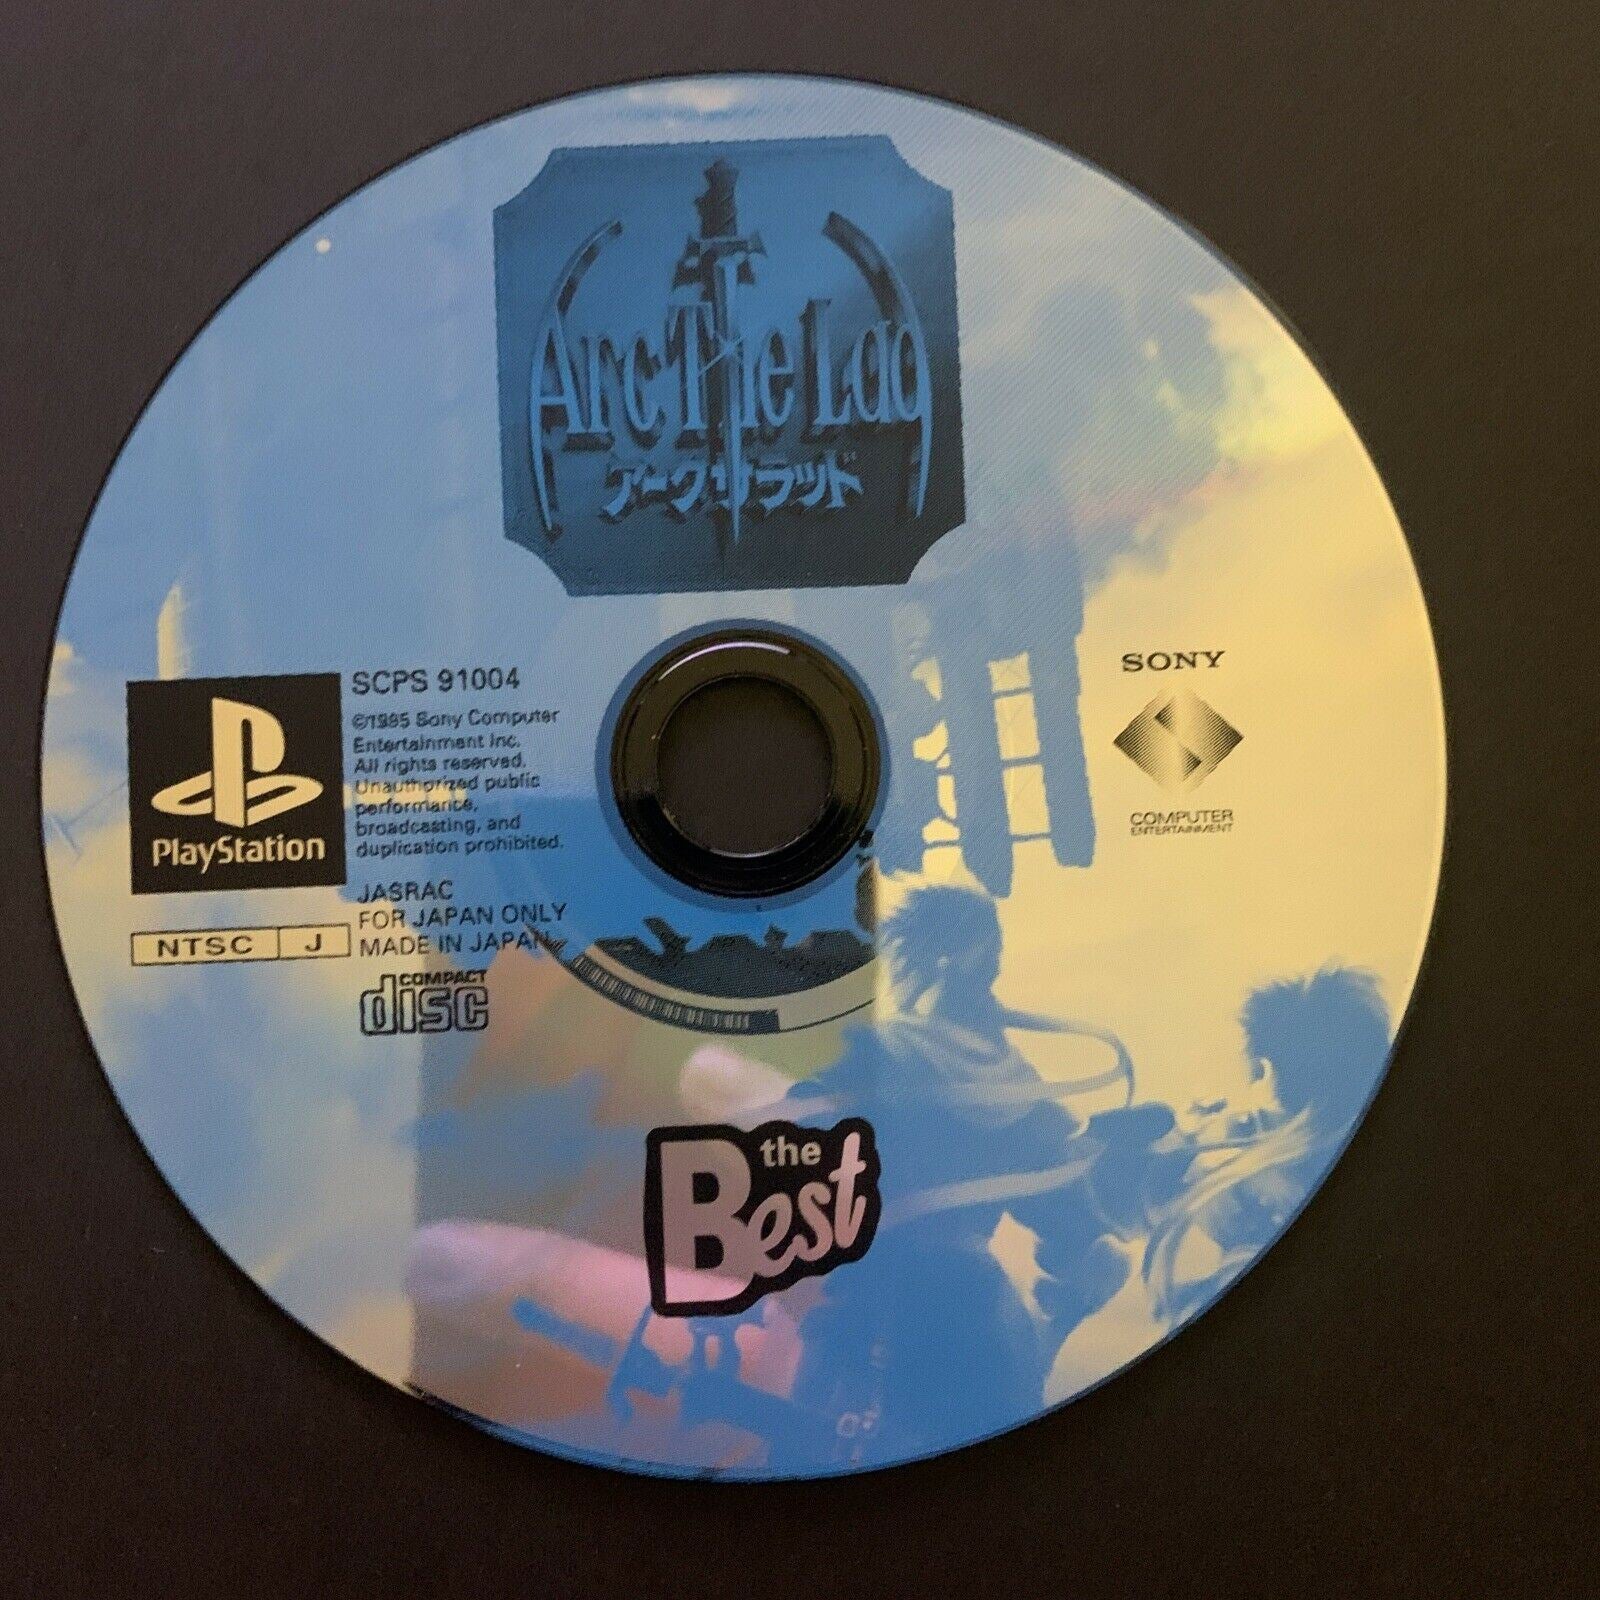 Arc The Lad
アークザラッド
SCPS 91004
©1995 Sony Computer
Entertainment Inc.
All rights reserved.
Unauthorized public
performance,
broadcasting, and
duplication prohibited.
PlayStation
JASRAC
FOR JAPAN ONLY
MADE IN JAPAN
NTSC J
COMPACT
disc
SONY
COMPUTER
ENTERTAINMENT
the
Best